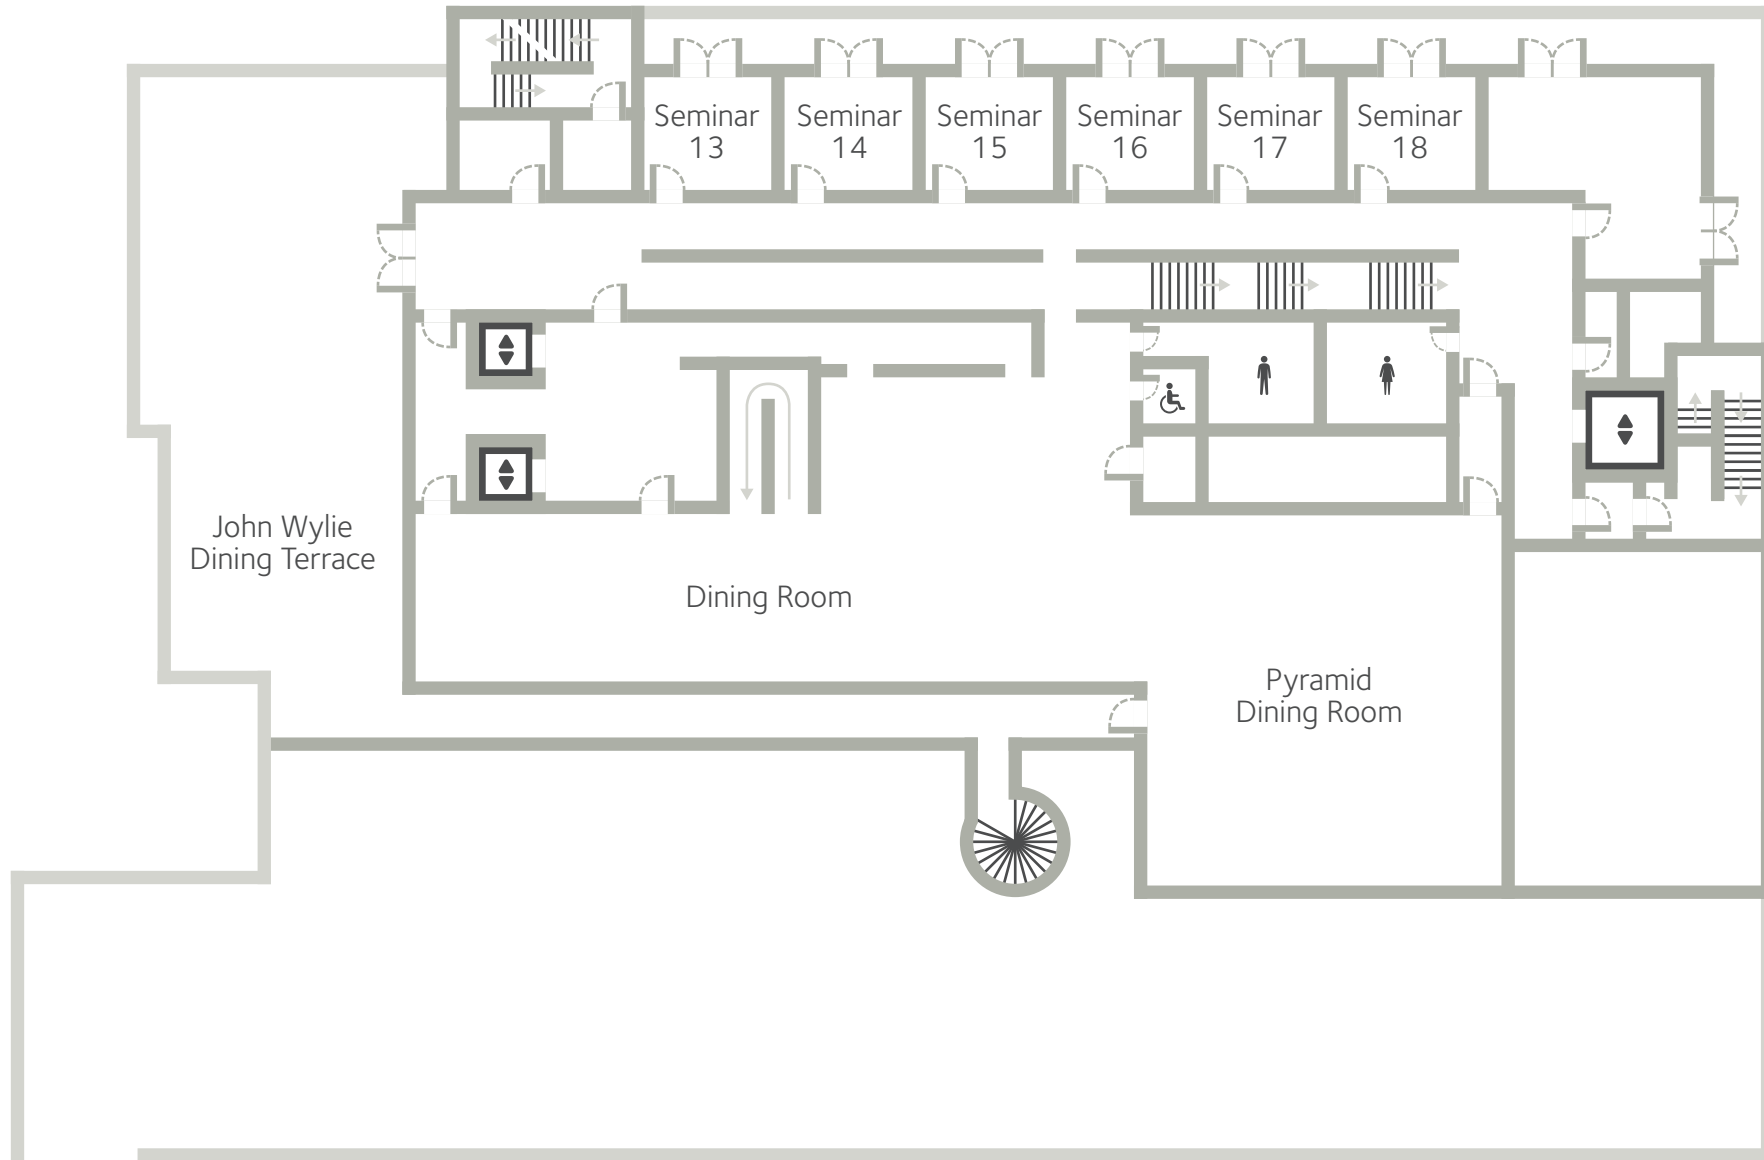 Seminar
13
Seminar
14
Seminar
15
Seminar
16
Seminar
17
Seminar
18
John Wylie
Dining Terrace
Dining Room
Pyramid
Dining Room